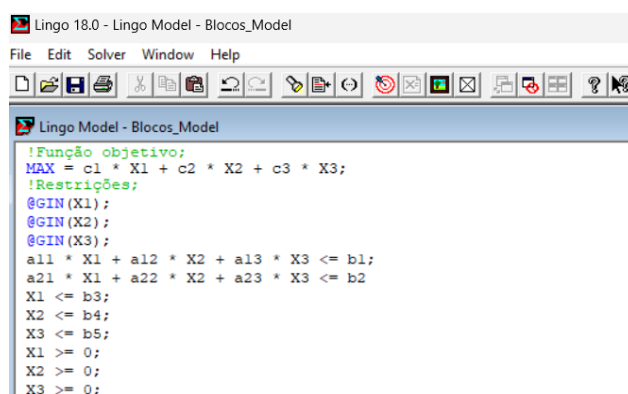 Lingo 18.0 - Lingo Model - Blocos_Model
File Edit Solver Window Help
Lingo Model - Blocos_Model
!Função objetivo;
MAX = c1 * X1 + c2 * X2 + c3 * X3;
!Restrições;
@GIN(X1);
@GIN(X2);
@GIN(X3);
a11 * X1 + a12 * X2 + a13 * X3 <= b1;
a21 * X1 + a22 * X2 + a23 * X3 <= b2
X1 <= b3;
X2 <= b4;
X3 <= b5;
X1 >= 0;
X2 >= 0;
X3 >= 0;